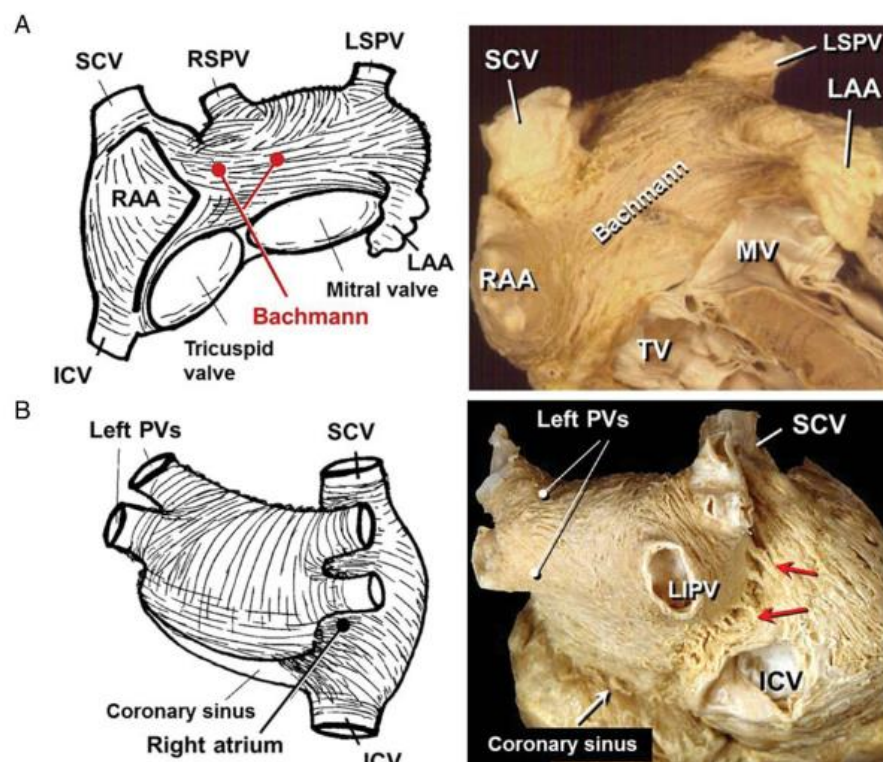 A
SCV
RSPV
LSPV
RAA
LAA
Mitral valve
Bachmann
Tricuspid
valve
ICV
SCV
LSPV
LAA
Bachmann
MV
RAA
TV
B
Left PVs
SCV
Coronary sinus
Right atrium
ICV
Left PVs
SCV
LIPV
ICV
Coronary sinus